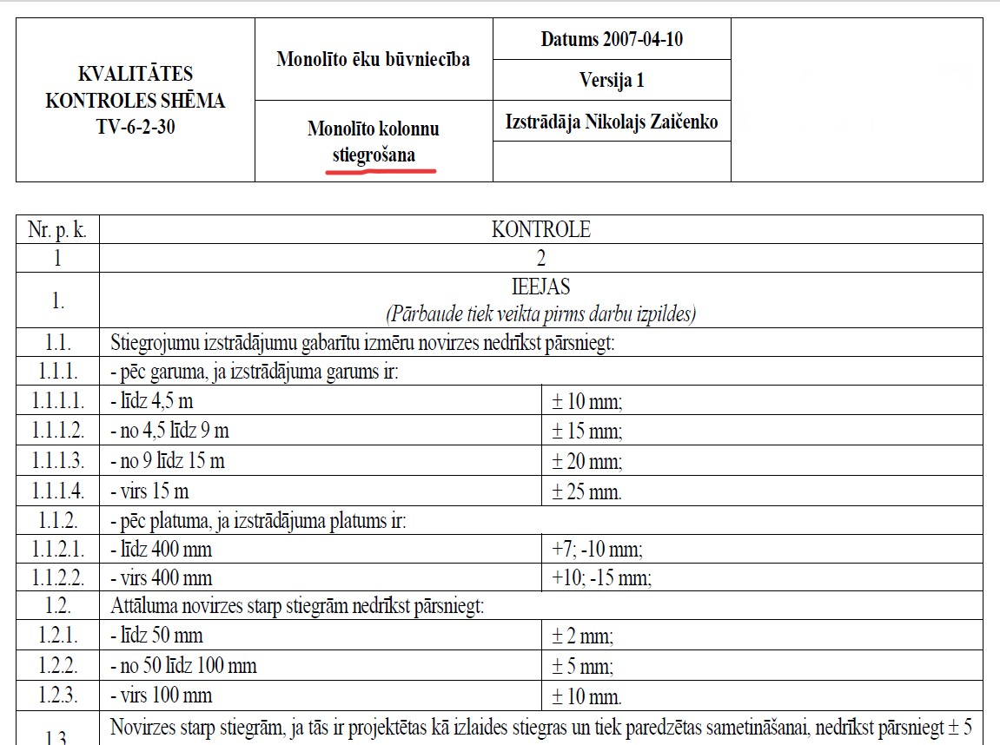 KVALITĀTES
KONTROLES SHĒMA
TV-6-2-30
Monolīto ēku būvniecība
Monolīto kolonnu
stiegrošana
Datums 2007-04-10
Versija 1
Izstrādāja Nikolajs Zaičenko
Nr. p. k. KONTROLE
1 2
1. IEEJAS
(Pārbaude tiek veikta pirms darbu izpildes)
1.1. Stiegrojumu izstrādājumu gabarītu izmēru novirzes nedrīkst pārsniegt:
1.1.1. - pēc garuma, ja izstrādājuma garums ir:
1.1.1.1. - līdz 4,5 m ± 10 mm;
1.1.1.2. - no 4,5 līdz 9 m ± 15 mm;
1.1.1.3. - no 9 līdz 15 m ± 20 mm;
1.1.1.4. - virs 15 m ± 25 mm.
1.1.2. - pēc platuma, ja izstrādājuma platums ir:
1.1.2.1. - līdz 400 mm +7; -10 mm;
1.1.2.2. - virs 400 mm +10; -15 mm;
1.2. Attāluma novirzes starp stiegrām nedrīkst pārsniegt:
1.2.1. - līdz 50 mm ± 2 mm;
1.2.2. - no 50 līdz 100 mm ± 5 mm;
1.2.3. - virs 100 mm ± 10 mm.
1.3. Novirzes starp stiegrām, ja tās ir projektētas kā izlaides stiegras un tiek paredzētas sametināšanai, nedrīkst pārsniegt ± 5